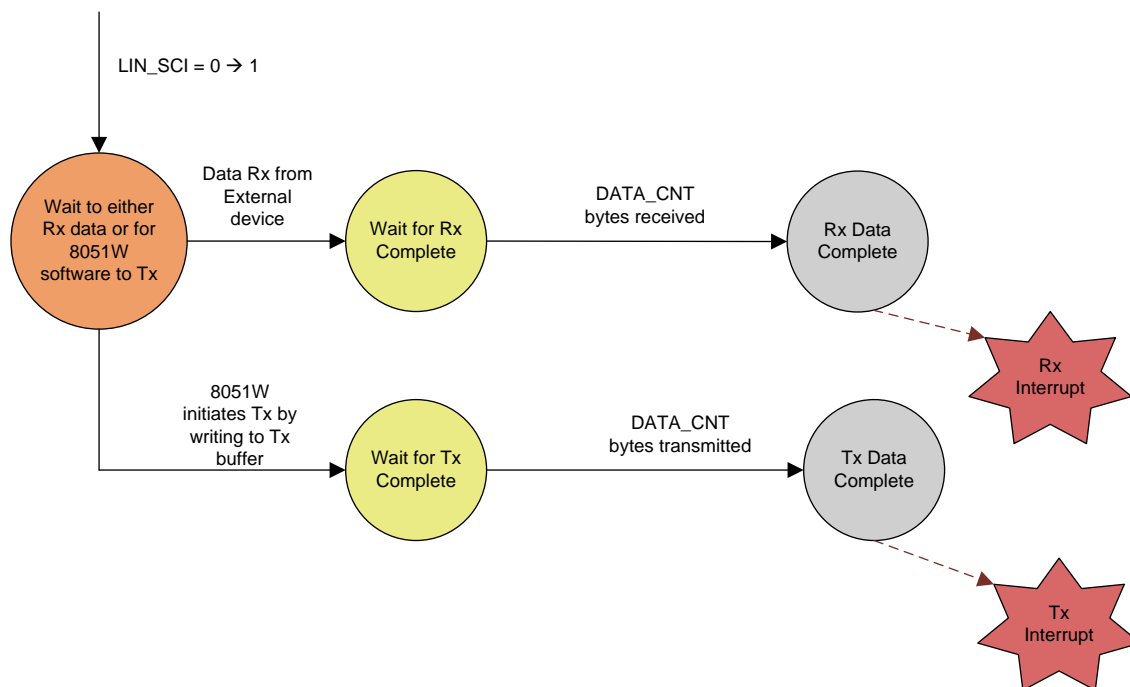 LIN_SCI = 0 → 1
Wait to either
Rx data or for
8051W
software to Tx
Data Rx from
External
device
Wait for Rx
Complete
DATA_CNT
bytes received
Rx Data
Complete
Rx
Interrupt
8051W
initiates Tx by
writing to Tx
buffer
Wait for Tx
Complete
DATA_CNT
bytes transmitted
Tx Data
Complete
Tx
Interrupt